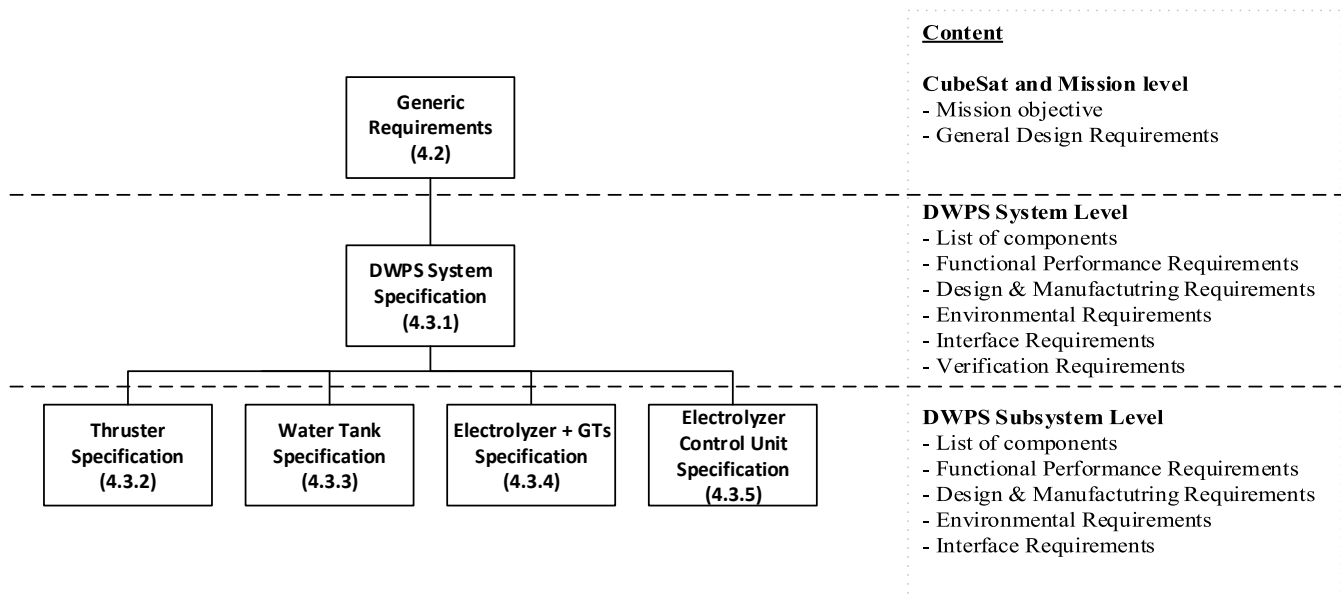 Generic
Requirements
(4.2)
DWPS System
Specification
(4.3.1)
Thruster
Specification
(4.3.2)
Water Tank
Specification
(4.3.3)
Electrolyzer + GTs
Specification
(4.3.4)
Electrolyzer
Control Unit
Specification
(4.3.5)
Content
CubeSat and Mission level
- Mission objective
- General Design Requirements
DWPS System Level
- List of components
- Functional Performance Requirements
- Design & Manufactutring Requirements
- Environmental Requirements
- Interface Requirements
- Verification Requirements
DWPS Subsystem Level
- List of components
- Functional Performance Requirements
- Design & Manufactutring Requirements
- Environmental Requirements
- Interface Requirements